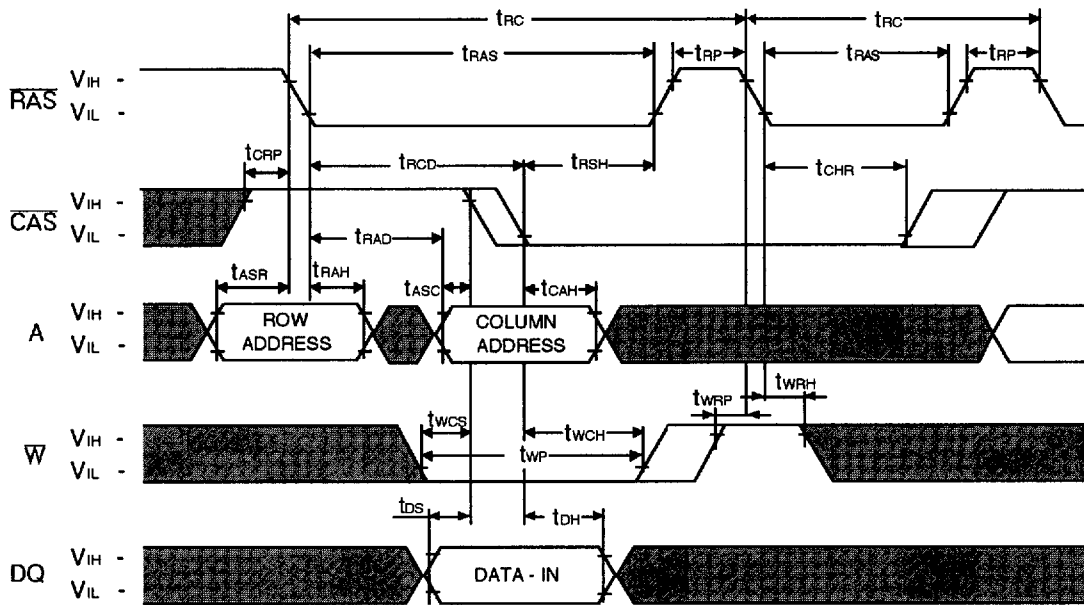 tRC tRC
tRAS tRP tRAS tRP
RAS VIH -
VIL -
tCRP tRCD tRSH tCHR
CAS VIH -
VIL -
tRAD
tASR tRAH tASC tCAH
A VIH -
VIL -
ROW ADDRESS
COLUMN ADDRESS
tWRP tWRH
tWCS tWCH
W VIH -
VIL -
tWP
tDS tDH
DQ VIH -
VIL -
DATA - IN